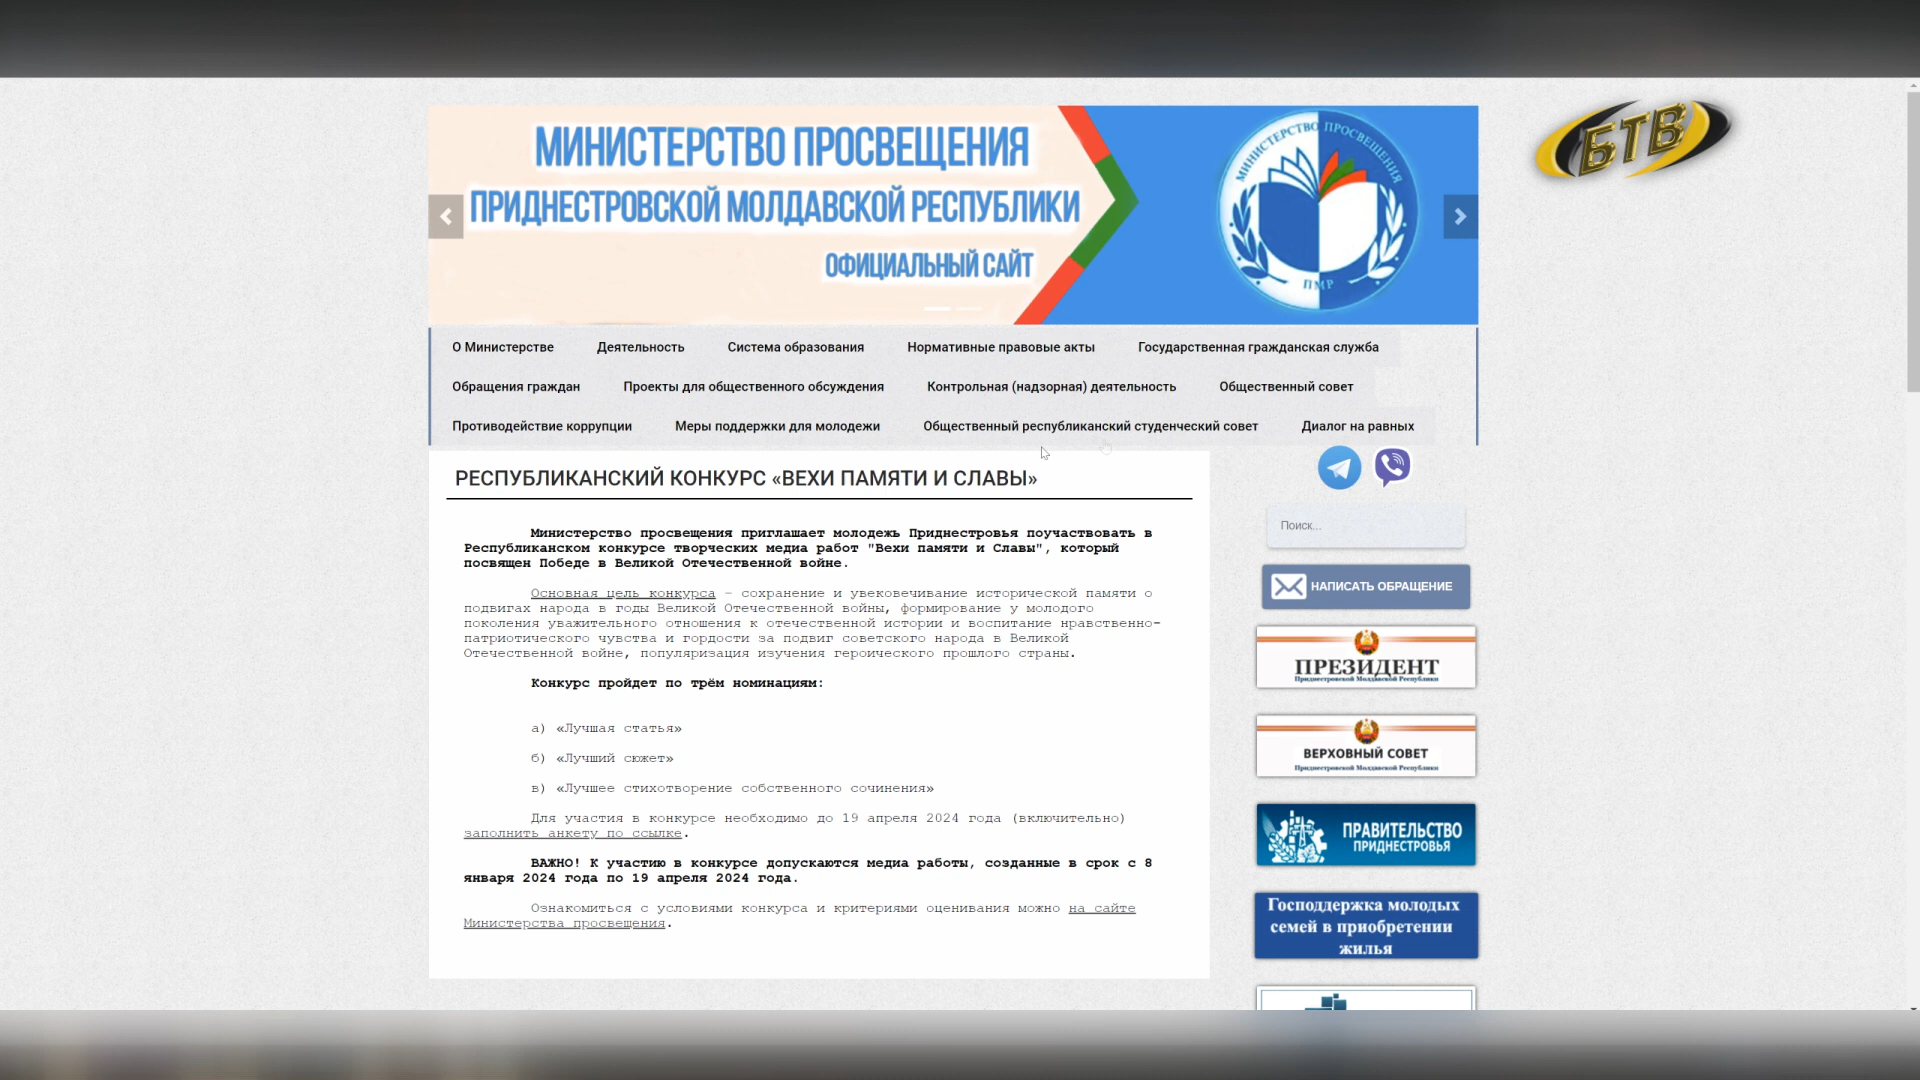 МИНИСТЕРСТВО ПРОСВЕЩЕНИЯ
ПРИДНЕСТРОВСКОЙ МОЛДАВСКОЙ РЕСПУБЛИКИ
ОФИЦИАЛЬНЫЙ САЙТ
МИНИСТЕРСТВО ПРОСВЕЩЕНИЯ
ПМР
БТВ
О Министерстве Деятельность Система образования Нормативные правовые акты Государственная гражданская служба
Обращения граждан Проекты для общественного обсуждения Контрольная (надзорная) деятельность Общественный совет
Противодействие коррупции Меры поддержки для молодежи Общественный республиканский студенческий совет Диалог на равных
РЕСПУБЛИКАНСКИЙ КОНКУРС «ВЕХИ ПАМЯТИ И СЛАВЫ»
Министерство просвещения приглашает молодежь Приднестровья поучаствовать в
Республиканском конкурсе творческих медиа работ "Вехи памяти и Славы", который
посвящен Победе в Великой Отечественной войне.
Основная цель конкурса – сохранение и увековечивание исторической памяти о
подвигах народа в годы Великой Отечественной войны, формирование у молодого
поколения уважительного отношения к отечественной истории и воспитание нравственно-
патриотического чувства и гордости за подвиг советского народа в Великой
Отечественной войне, популяризация изучения героического прошлого страны.
Конкурс пройдет по трём номинациям:
а) «Лучшая статья»
б) «Лучший сюжет»
в) «Лучшее стихотворение собственного сочинения»
Для участия в конкурсе необходимо до 19 апреля 2024 года (включительно)
заполнить анкету по ссылке.
ВАЖНО! К участию в конкурсе допускаются медиа работы, созданные в срок с 8
января 2024 года по 19 апреля 2024 года.
Ознакомиться с условиями конкурса и критериями оценивания можно на сайте
Министерства просвещения.
Поиск...
НАПИСАТЬ ОБРАЩЕНИЕ
ПРЕЗИДЕНТ
Приднестровской Молдавской Республики
ВЕРХОВНЫЙ СОВЕТ
Приднестровской Молдавской Республики
ПРАВИТЕЛЬСТВО
ПРИДНЕСТРОВЬЯ
Господдержка молодых
семей в приобретении
жилья